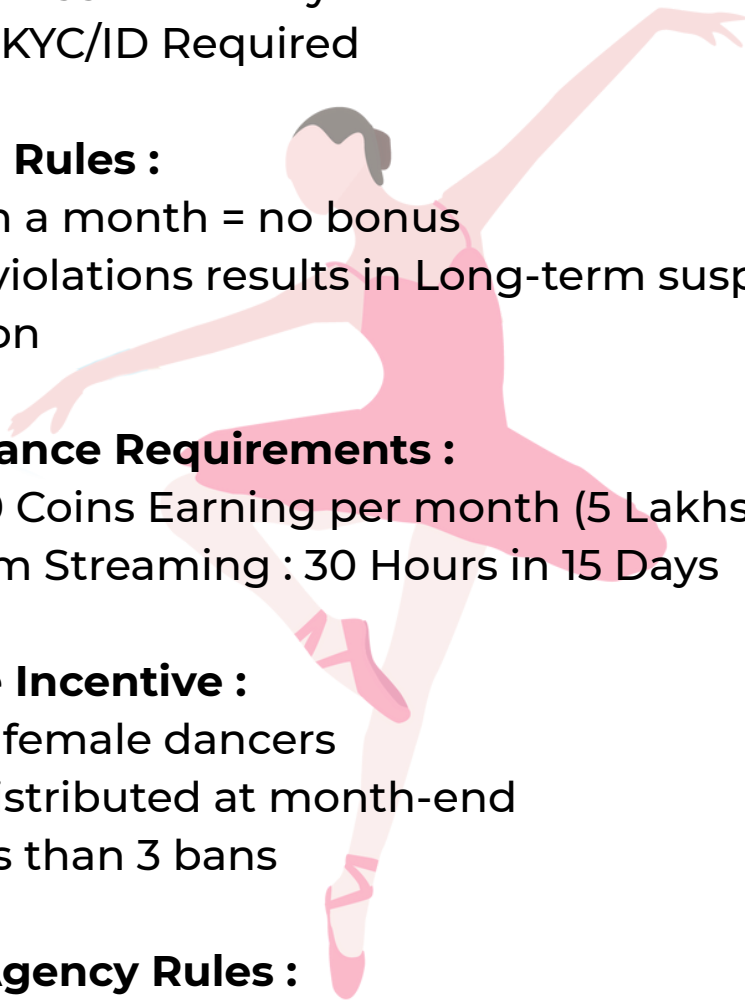 KYC/ID Required
Rules :
a month = no bonus
violations results in Long-term susp
on
ance Requirements :
Coins Earning per month (5 Lakhs
m Streaming : 30 Hours in 15 Days
Incentive :
female dancers
istributed at month-end
s than 3 bans
Agency Rules :